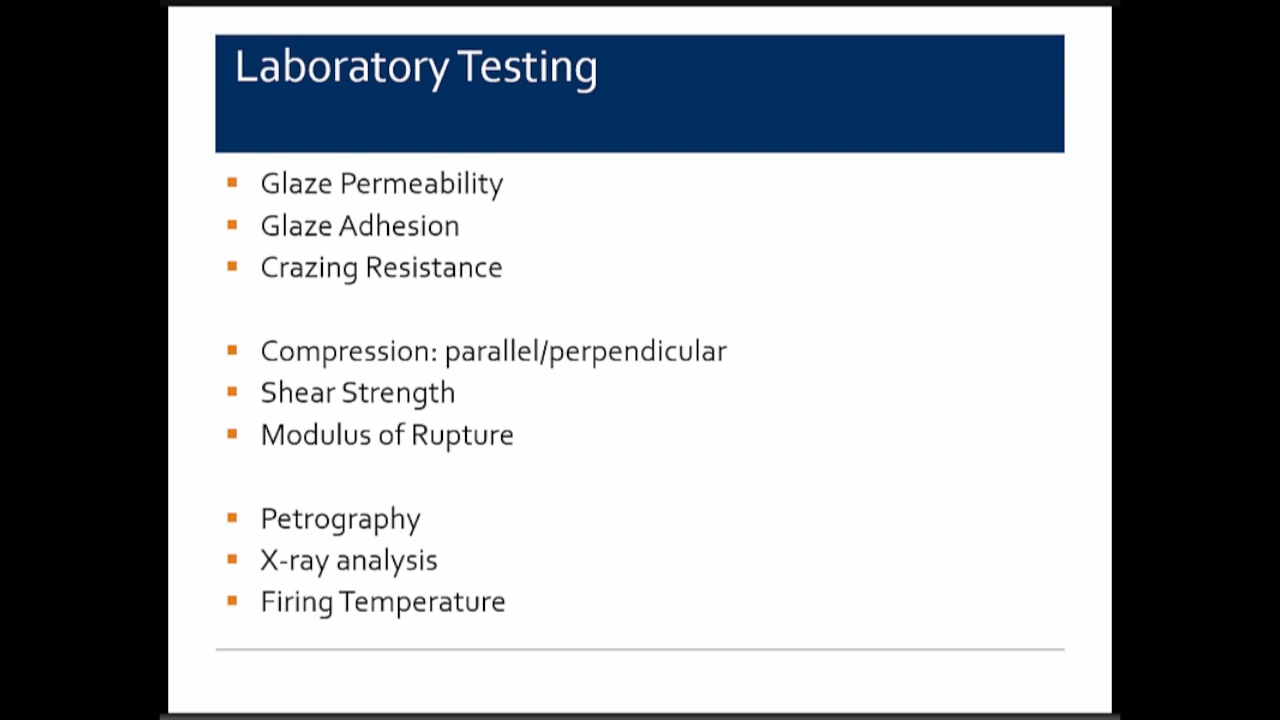 Laboratory Testing
Glaze Permeability
Glaze Adhesion
Crazing Resistance
Compression: parallel/perpendicular
Shear Strength
Modulus of Rupture
Petrography
X-ray analysis
Firing Temperature